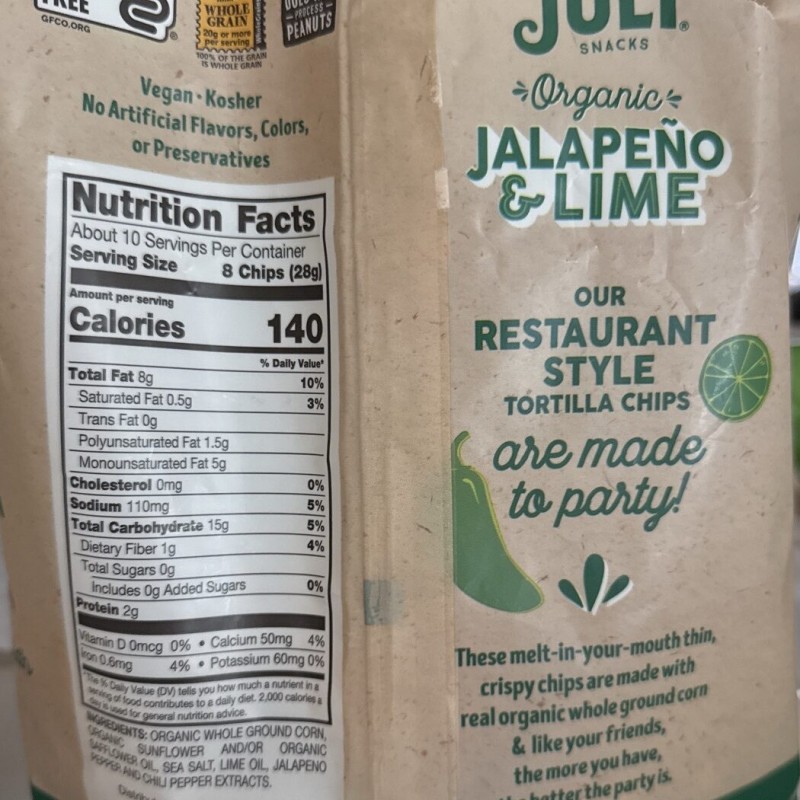 FREE
GFCO.ORG
WHOLE
GRAIN
20g or more
per serving
100% OF THE GRAIN
IS WHOLE GRAIN
PROCESS
PEANUTS
Vegan • Kosher
No Artificial Flavors, Colors,
or Preservatives
Nutrition Facts
About 10 Servings Per Container
Serving Size 8 Chips (28g)
Amount per serving
Calories 140
% Daily Value*
Total Fat 8g 10%
Saturated Fat 0.5g 3%
Trans Fat 0g
Polyunsaturated Fat 1.5g
Monounsaturated Fat 5g
Cholesterol 0mg 0%
Sodium 110mg 5%
Total Carbohydrate 15g 5%
Dietary Fiber 1g 4%
Total Sugars 0g
Includes 0g Added Sugars 0%
Protein 2g
Vitamin D 0mcg 0% • Calcium 50mg 4%
Iron 0.6mg 4% • Potassium 60mg 0%
*The % Daily Value (DV) tells you how much a nutrient in a
serving of food contributes to a daily diet. 2,000 calories a
day is used for general nutrition advice.
INGREDIENTS: ORGANIC WHOLE GROUND CORN,
ORGANIC SUNFLOWER AND/OR ORGANIC
SAFFLOWER OIL, SEA SALT, LIME OIL, JALAPENO
PEPPER AND CHILI PEPPER EXTRACTS.
SNACKS
Organic
JALAPEÑO
& LIME
OUR
RESTAURANT
STYLE
TORTILLA CHIPS
are made
to party!
These melt-in-your-mouth thin,
crispy chips are made with
real organic whole ground corn
& like your friends,
the more you have,
the better the party is.